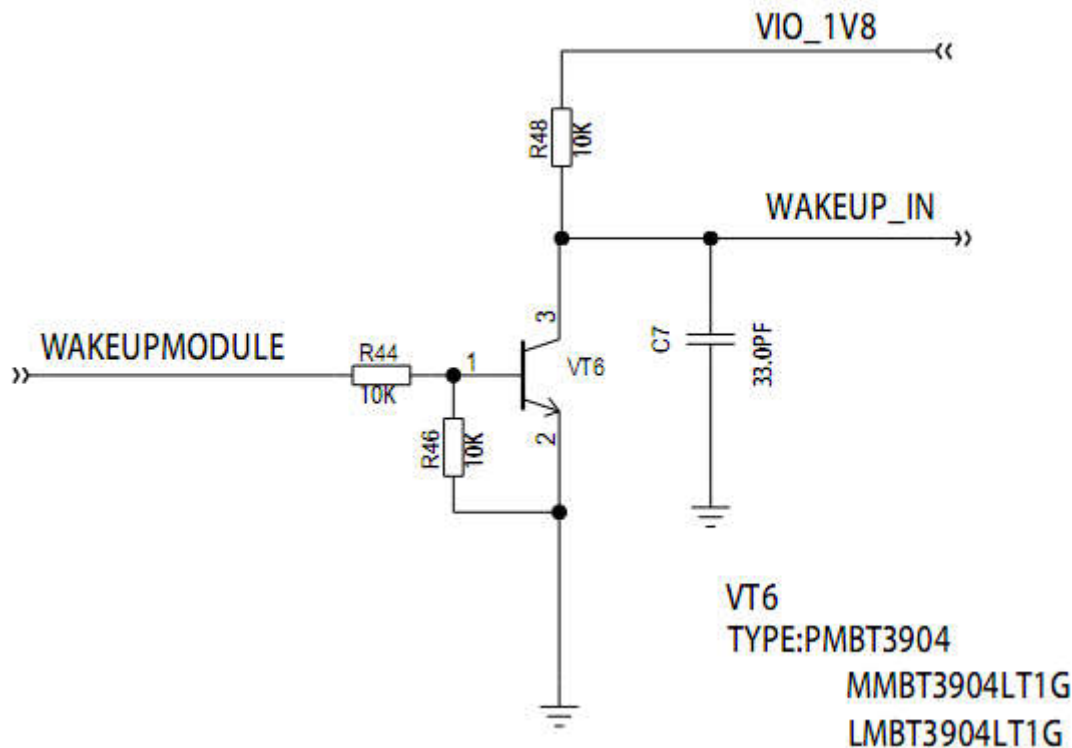 VIO_1V8
R48
10K
WAKEUP_IN
3
WAKEUPMODULE
R44
10K
1
VT6
C7
33.0PF
R46
10K
2
VT6
TYPE:PMBT3904
MMBT3904LT1G
LMBT3904LT1G